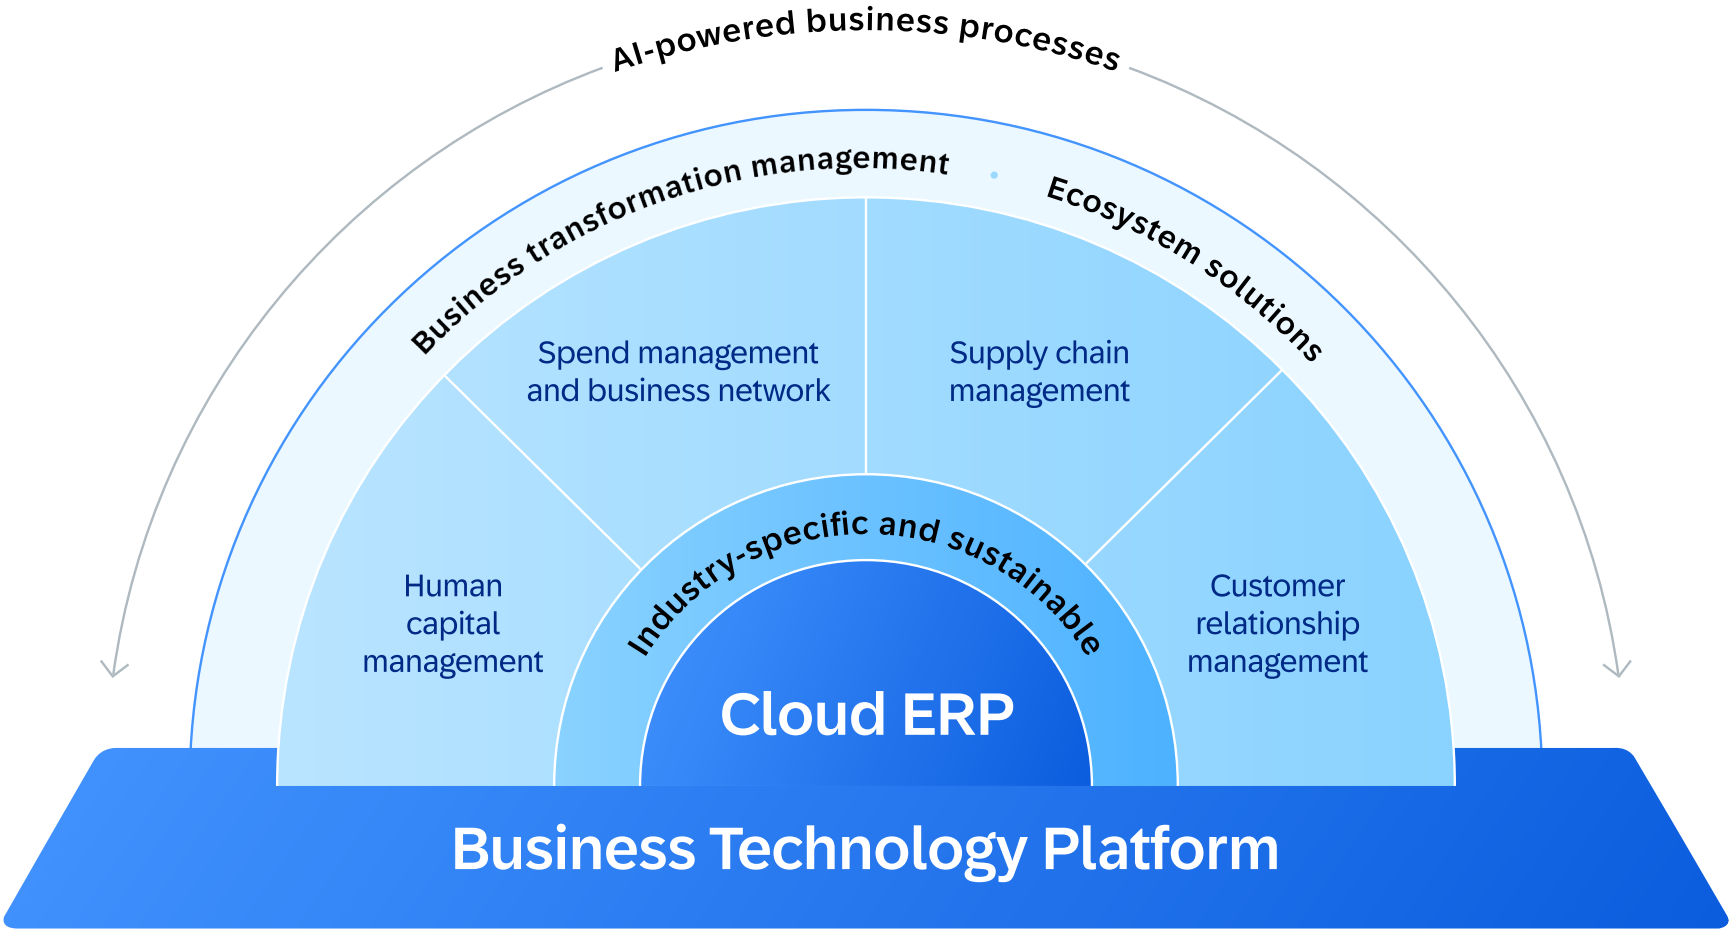 AI-powered business processes
Business transformation management · Ecosystem solutions
Spend management
and business network
Supply chain
management
Human
capital
management
Customer
relationship
management
Industry-specific and sustainable
Cloud ERP
Business Technology Platform